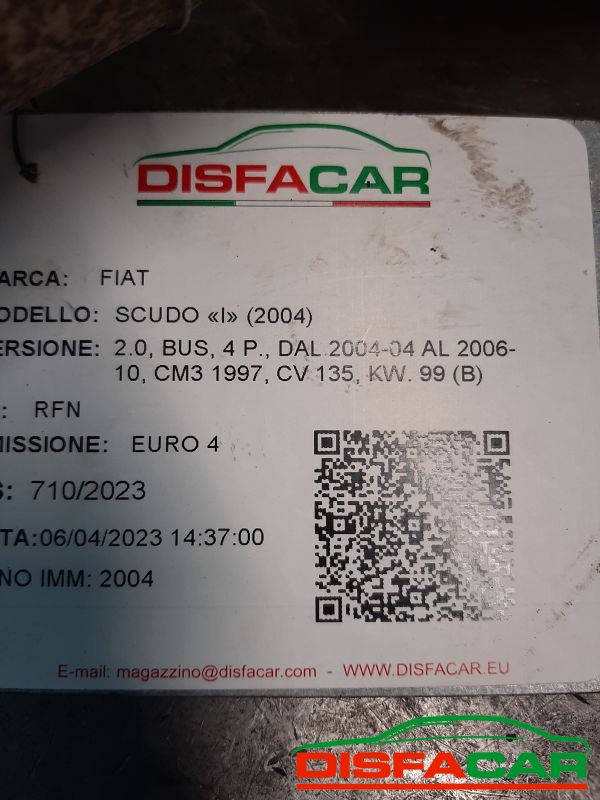 DISFACAR
ARCA: FIAT
ODELLO: SCUDO «I» (2004)
ERSIONE: 2.0, BUS, 4 P., DAL 2004-04 AL 2006-
10, CM3 1997, CV 135, KW. 99 (B)
: RFN
MISSIONE: EURO 4
S: 710/2023
TA:06/04/2023 14:37:00
NO IMM: 2004
E-mail: magazzino@disfacar.com - WWW.DISFACAR.EU
DISFACAR